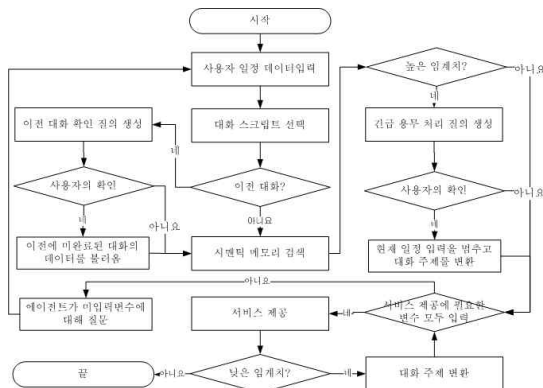 시작
사용자 일정 데이터입력
대화 스크립트 선택
이전 대화?
네
이전 대화 확인 질의 생성
사용자의 확인
네
아니요
이전에 미완료된 대화의
데이터를 불러옴
아니요
시맨틱 메모리 검색
높은 임계치?
아니요
네
긴급 용무 처리 질의 생성
사용자의 확인
아니요
네
현재 일정 입력을 멈추고
대화 주제를 변환
서비스 제공에 필요한
변수 모두 입력
아니요
에이전트가 미입력변수에
대해 질문
네
서비스 제공
낮은 임계치?
네
대화 주제 변환
아니요
끝